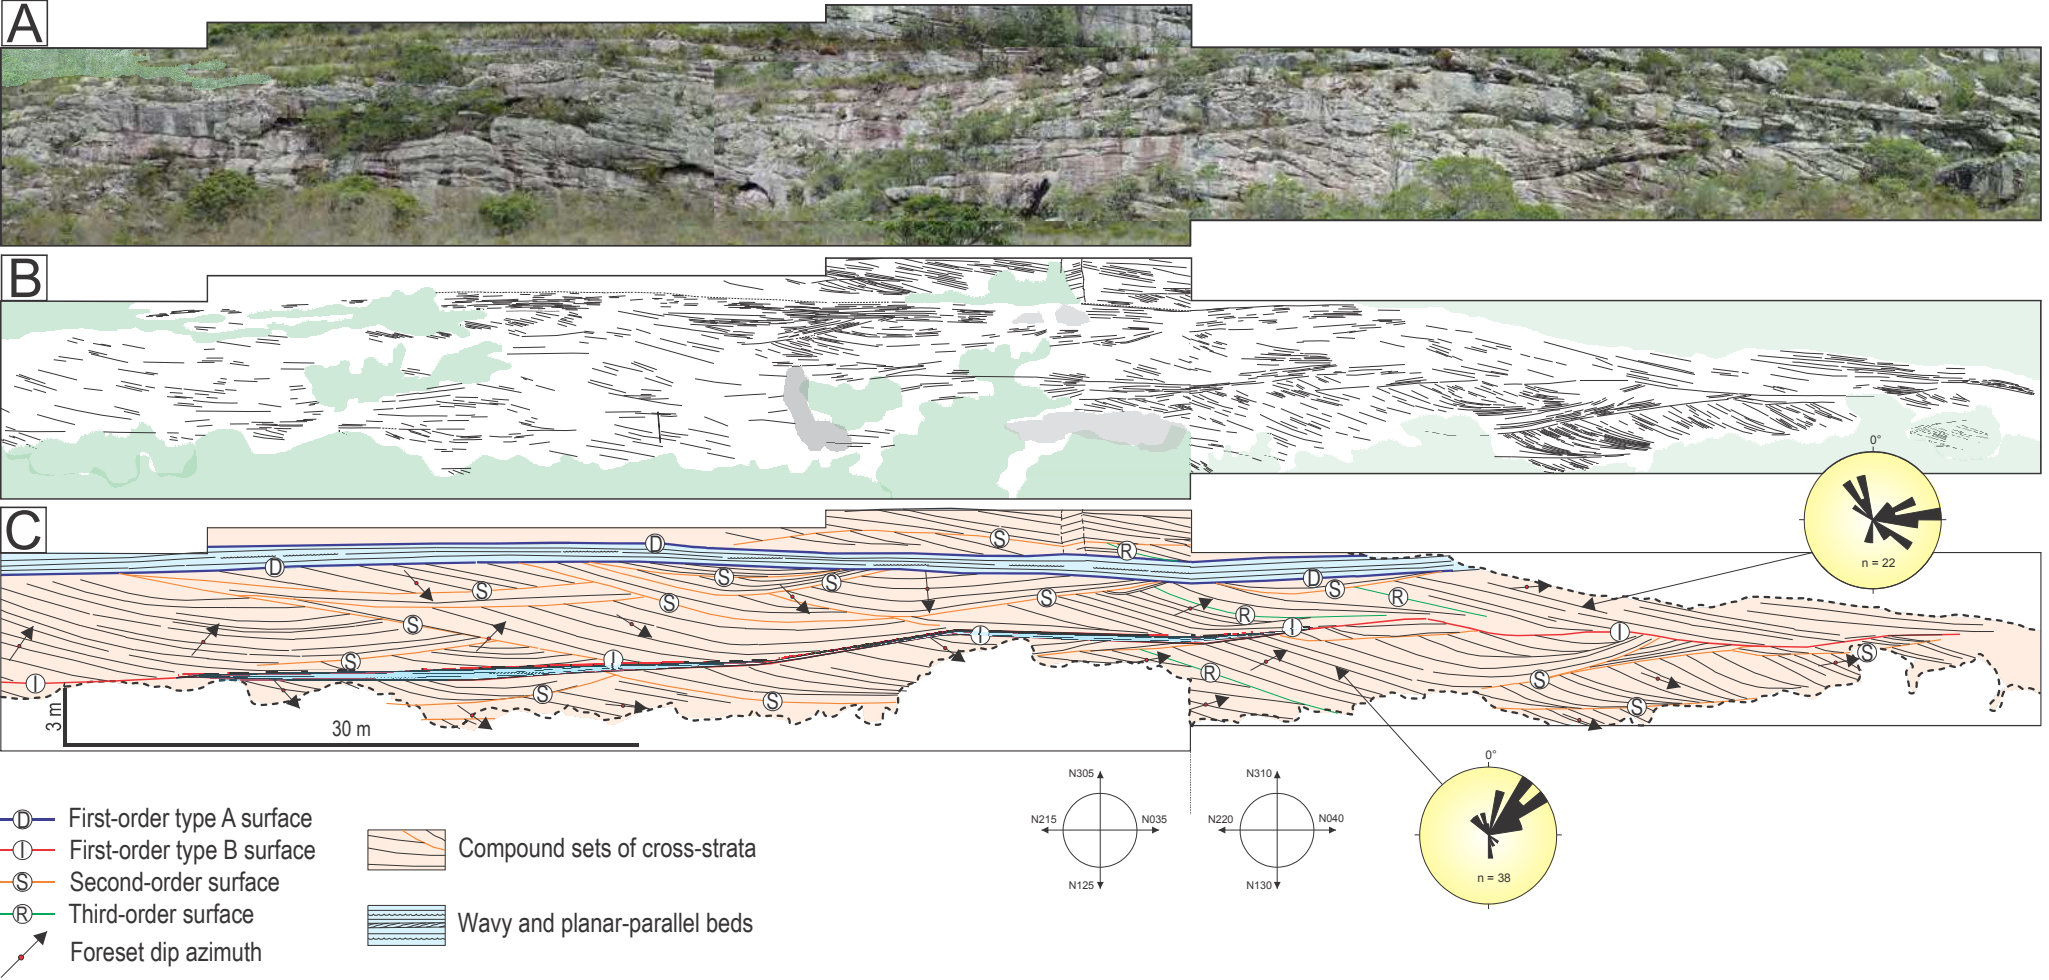 A
B
0°
n = 22
C
D
D
S
R
S
S
S
S
S
S
D
S
R
R
S
I
I
I
I
I
S
R
S
S
S
S
S
3 m
30 m
0°
n = 38
N305
N215 N035
N125
N310
N220 N040
N130
D First-order type A surface
I First-order type B surface
S Second-order surface
R Third-order surface
Foreset dip azimuth
Compound sets of cross-strata
Wavy and planar-parallel beds